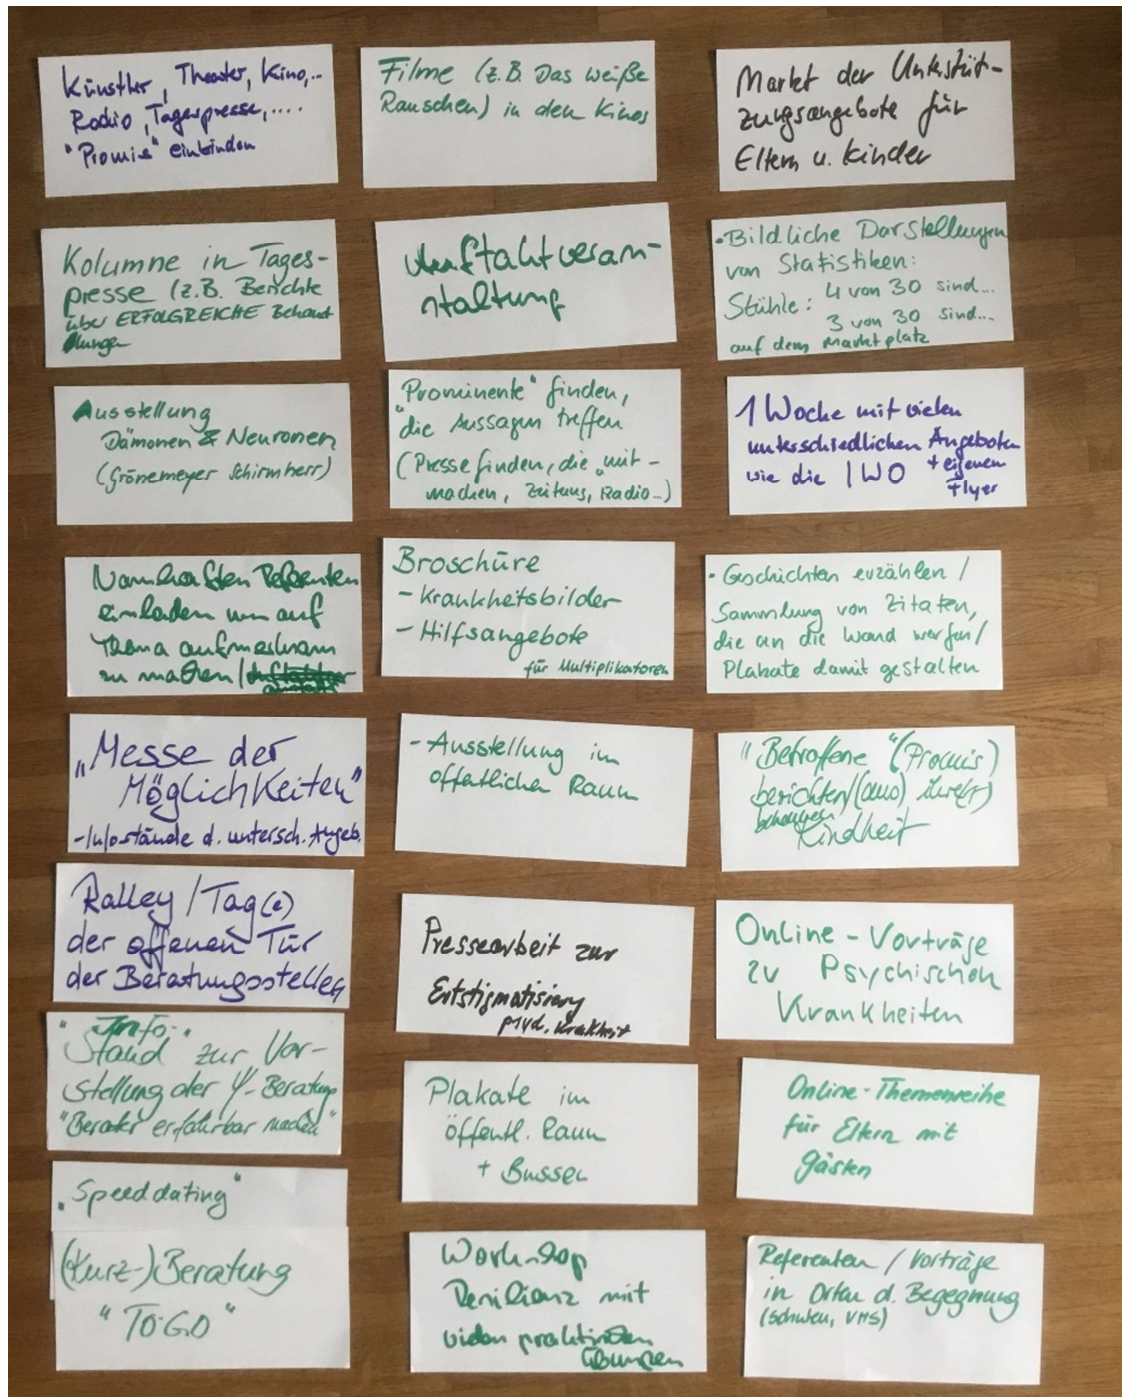 Künstler, Theater, Kino,..
Radio, Tagespresse,....
"Promis" einbinden
Filme (z.B. Das weiße
Rauschen) in den Kinos
Markt der Unterstüt-
zungsangebote für
Eltern u. Kinder
Kolumne in Tages-
presse (z.B. Berichte
über ERFOLGREICHE Behand
lungen
Auftaktveran-
staltung
• Bildliche Darstellungen
von Statistiken:
Stühle: 4 von 30 sind...
3 von 30 sind...
auf dem Marktplatz
Ausstellung
Dämonen & Neuronen
(Grönemeyer Schirmherr)
"Prominente" finden,
die Aussagen treffen
(Presse finden, die "mit-
machen, Zeitung, Radio...)
1 Woche mit vielen
unterschiedlichen Angeboten
wie die IWO + eigenen
Flyer
Namhaften Referenten
einladen um auf
Thema aufmerksam
zu machen /
Broschüre
- Krankheitsbilder
- Hilfsangebote
für Multiplikatoren
• Geschichten erzählen /
Sammlung von Zitaten,
die an die Wand werfen /
Plakate damit gestalten
"Messe der
Möglichkeiten"
- Infostände d. untersch. Angeb.
- Ausstellung im
öffentlichen Raum
"Betroffene" (Promis)
berichten/(aus) ihre(r)
Kindheit
Ralley / Tag(e)
der offenen Tür
der Beratungsstellen
Pressearbeit zur
Entstigmatisierung
psych. Krankheit
Online-Vorträge
zu Psychischen
Krankheiten
"Info-
Stand" zur Vor-
stellung der Ψ-Beratung
"Berater erfahrbar machen"
Plakate im
öffentl. Raum
+ Bussen
Online-Themenreihe
für Eltern mit
Gästen
"Speeddating"
(Kurz-)Beratung
"TO GO"
Workshop
Resilienz mit
vielen praktischen
Übungen
Referenten / Vorträge
in Orten d. Begegnung
(Schulen, VHS)